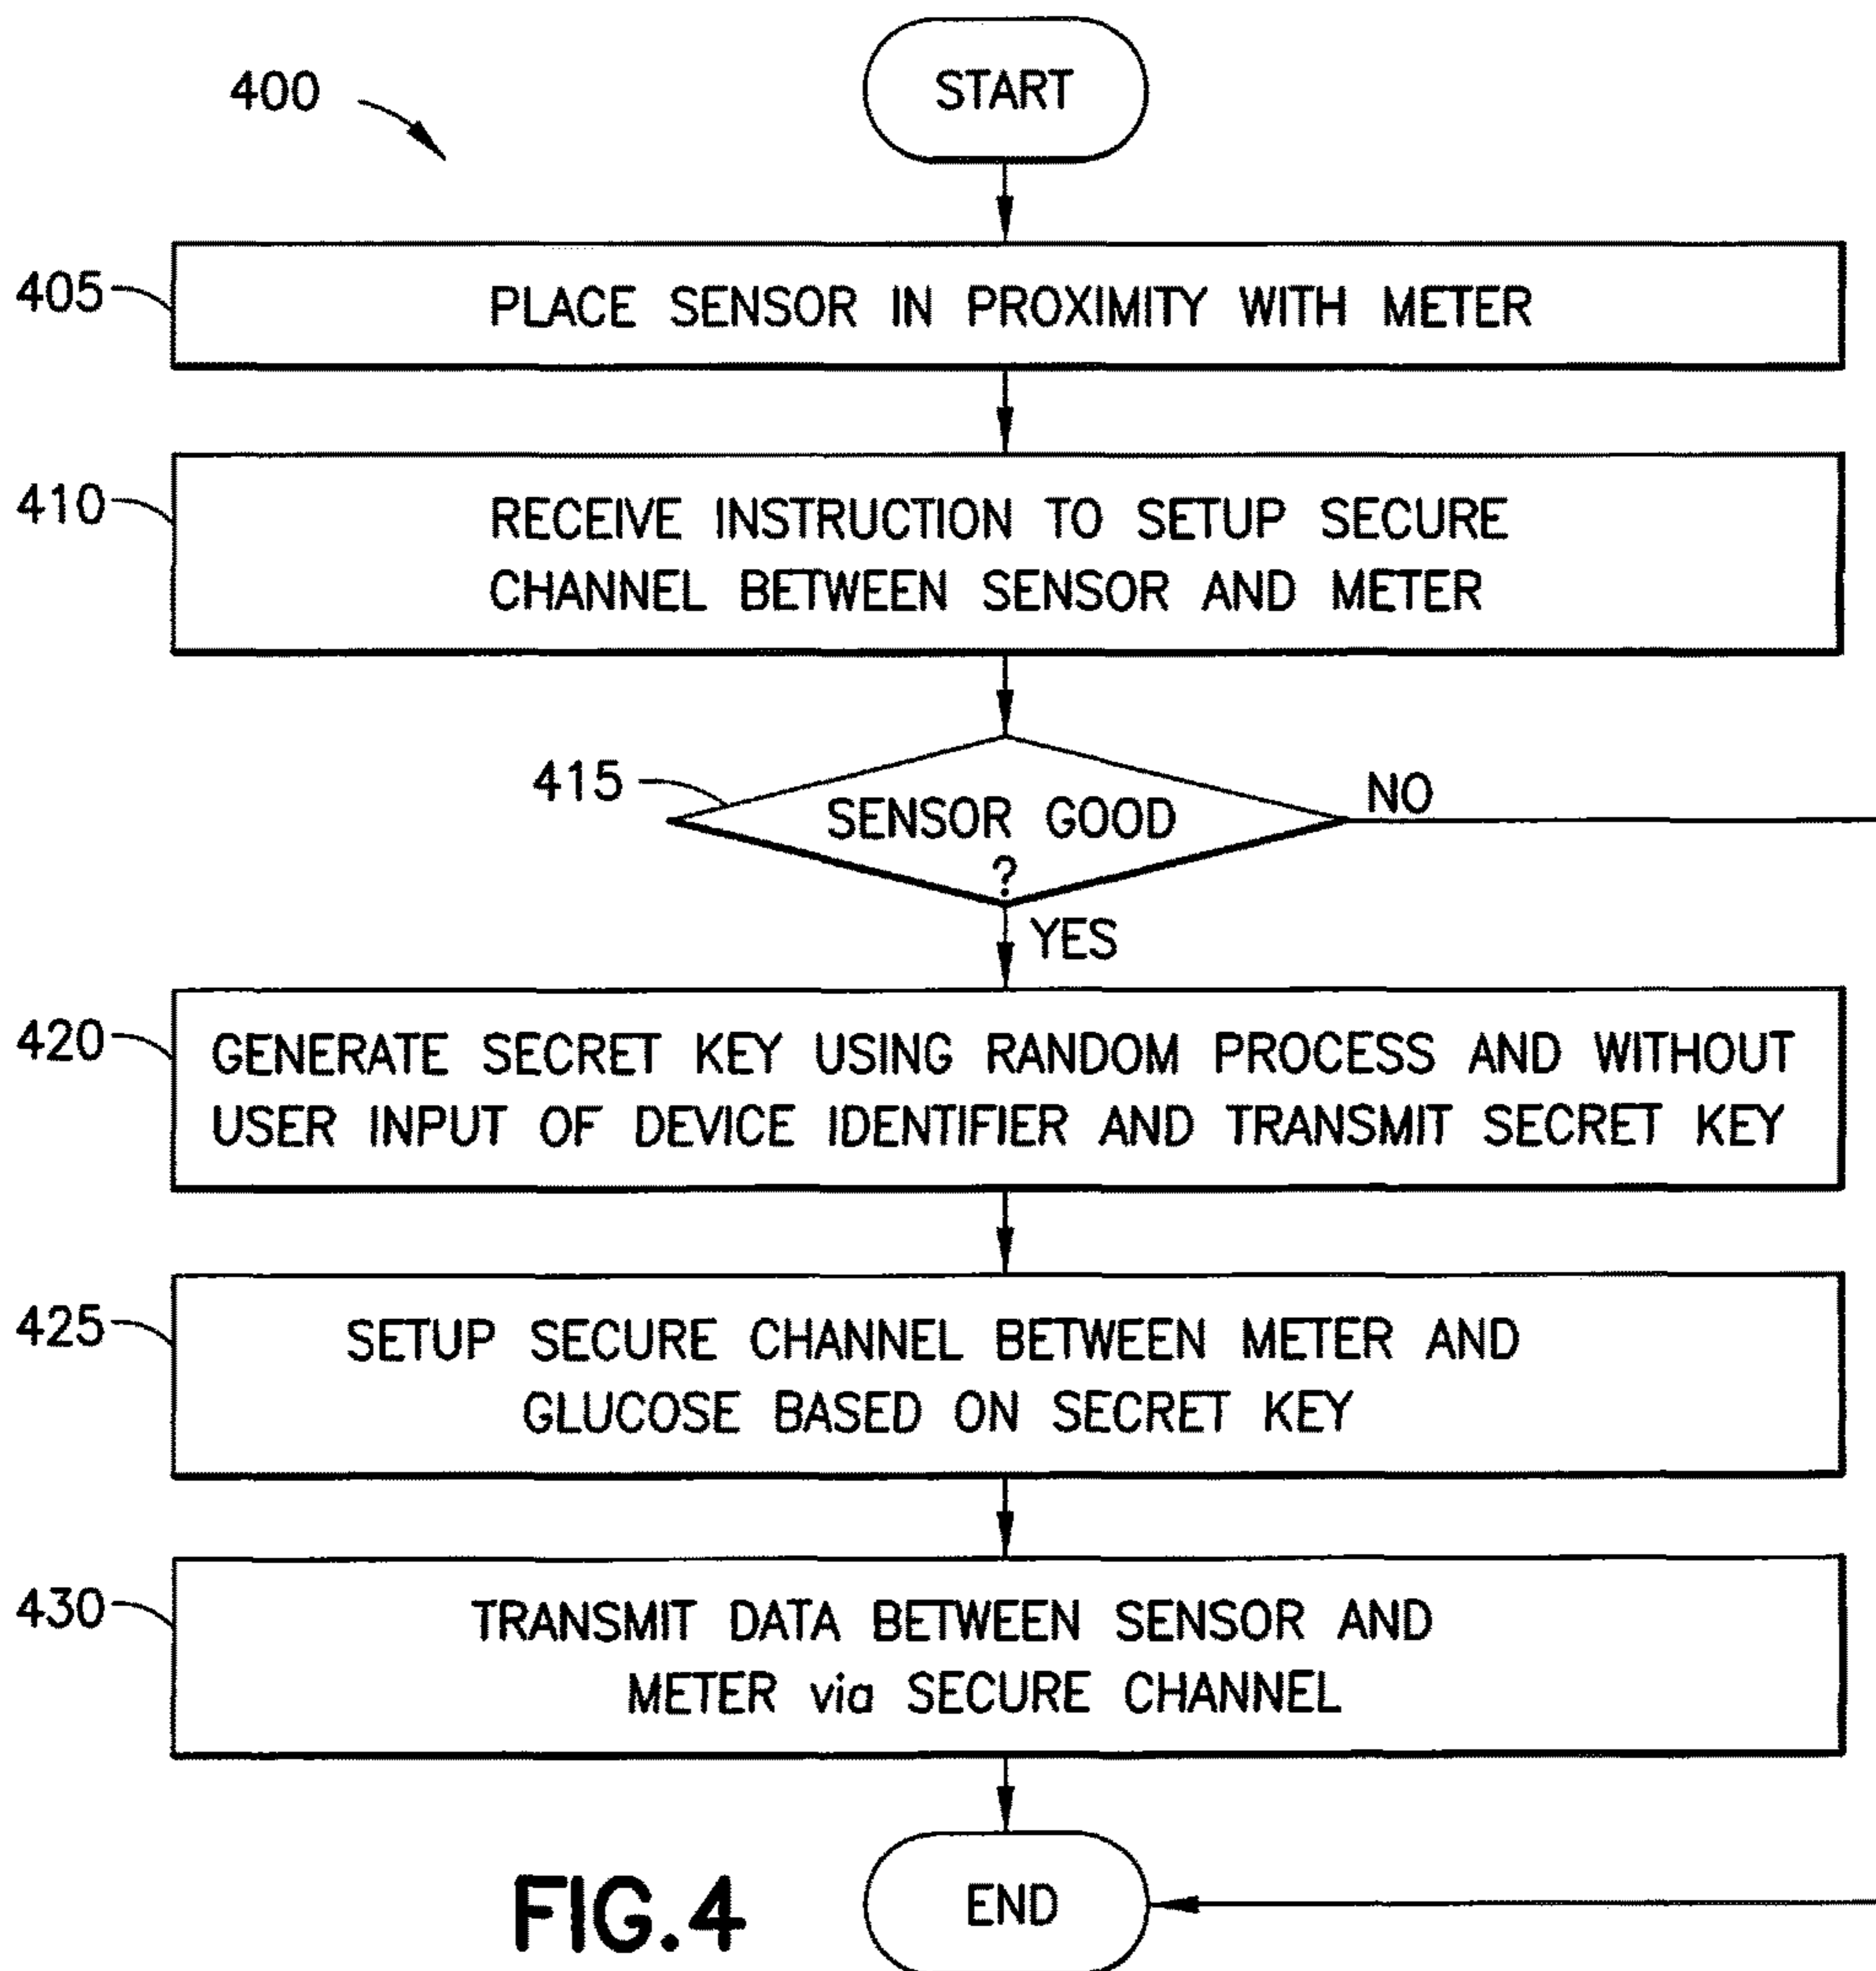 400
START
405
PLACE SENSOR IN PROXIMITY WITH METER
410
RECEIVE INSTRUCTION TO SETUP SECURE
CHANNEL BETWEEN SENSOR AND METER
415
SENSOR GOOD
?
NO
YES
420
GENERATE SECRET KEY USING RANDOM PROCESS AND WITHOUT
USER INPUT OF DEVICE IDENTIFIER AND TRANSMIT SECRET KEY
425
SETUP SECURE CHANNEL BETWEEN METER AND
GLUCOSE BASED ON SECRET KEY
430
TRANSMIT DATA BETWEEN SENSOR AND
METER via SECURE CHANNEL
END
FIG.4